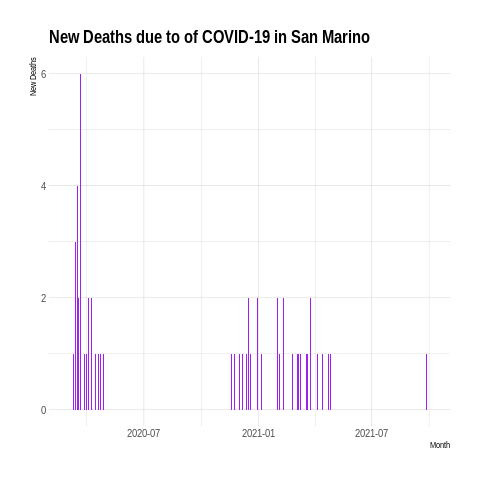 New Deaths due to of COVID-19 in San Marino
New Deaths
6
4
2
0
2020-07 2021-01 2021-07
Month